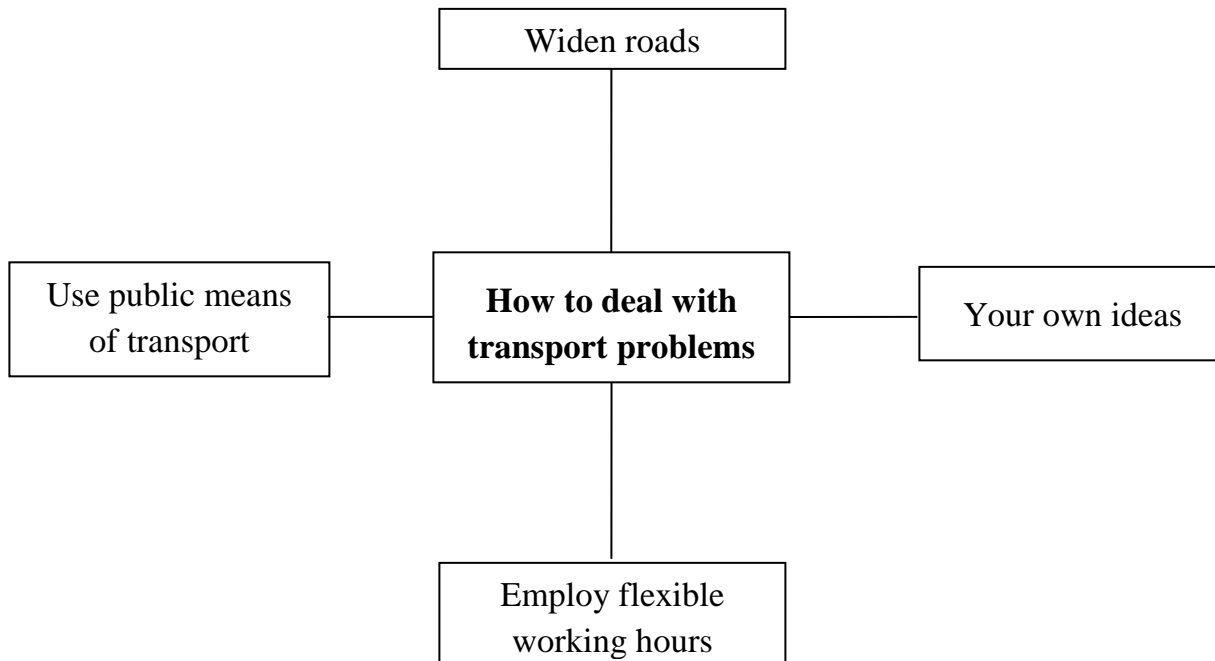 Widen roads
Use public means
of transport
How to deal with
transport problems
Your own ideas
Employ flexible
working hours